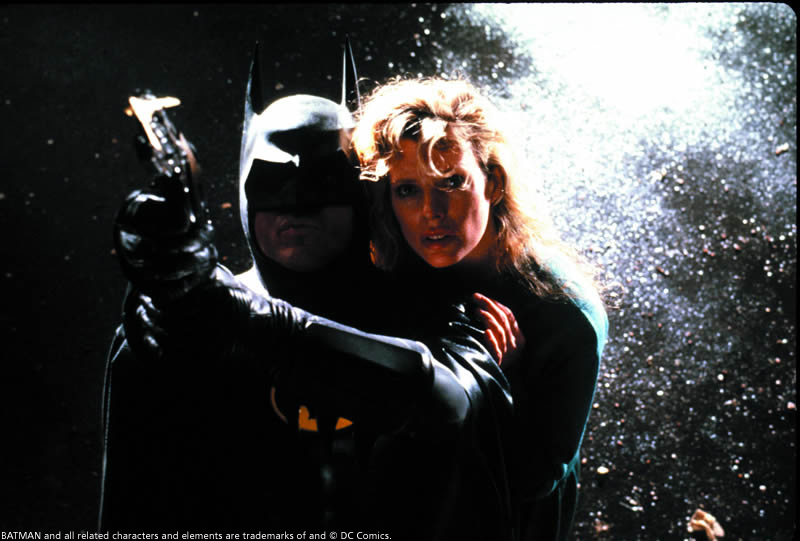 BATMAN and all related characters and elements are trademarks of and © DC Comics.